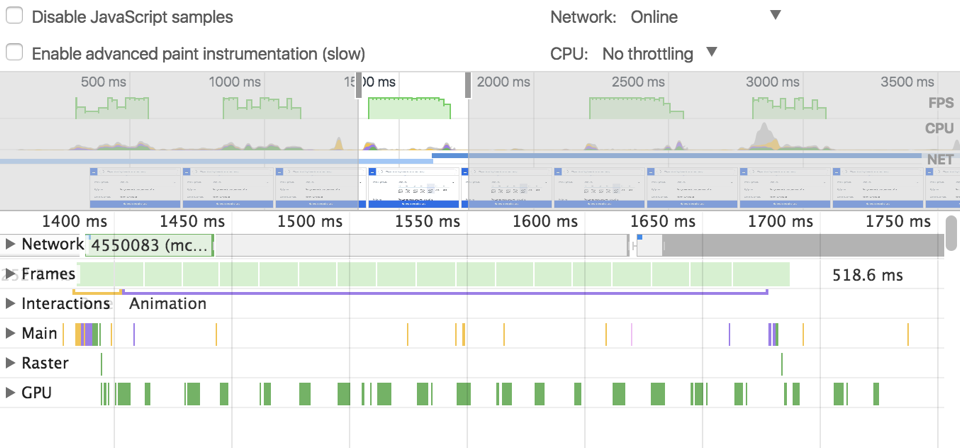 Disable JavaScript samples
Network: Online
Enable advanced paint instrumentation (slow)
CPU: No throttling
500 ms 1000 ms 00 ms 2000 ms 2500 ms 3000 ms 3500 ms
FPS
CPU
NET
1400 ms 1450 ms 1500 ms 1550 ms 1600 ms 1650 ms 1700 ms 1750 ms
Network 4550083 (mc...
Frames 518.6 ms
Interactions Animation
Main
Raster
GPU